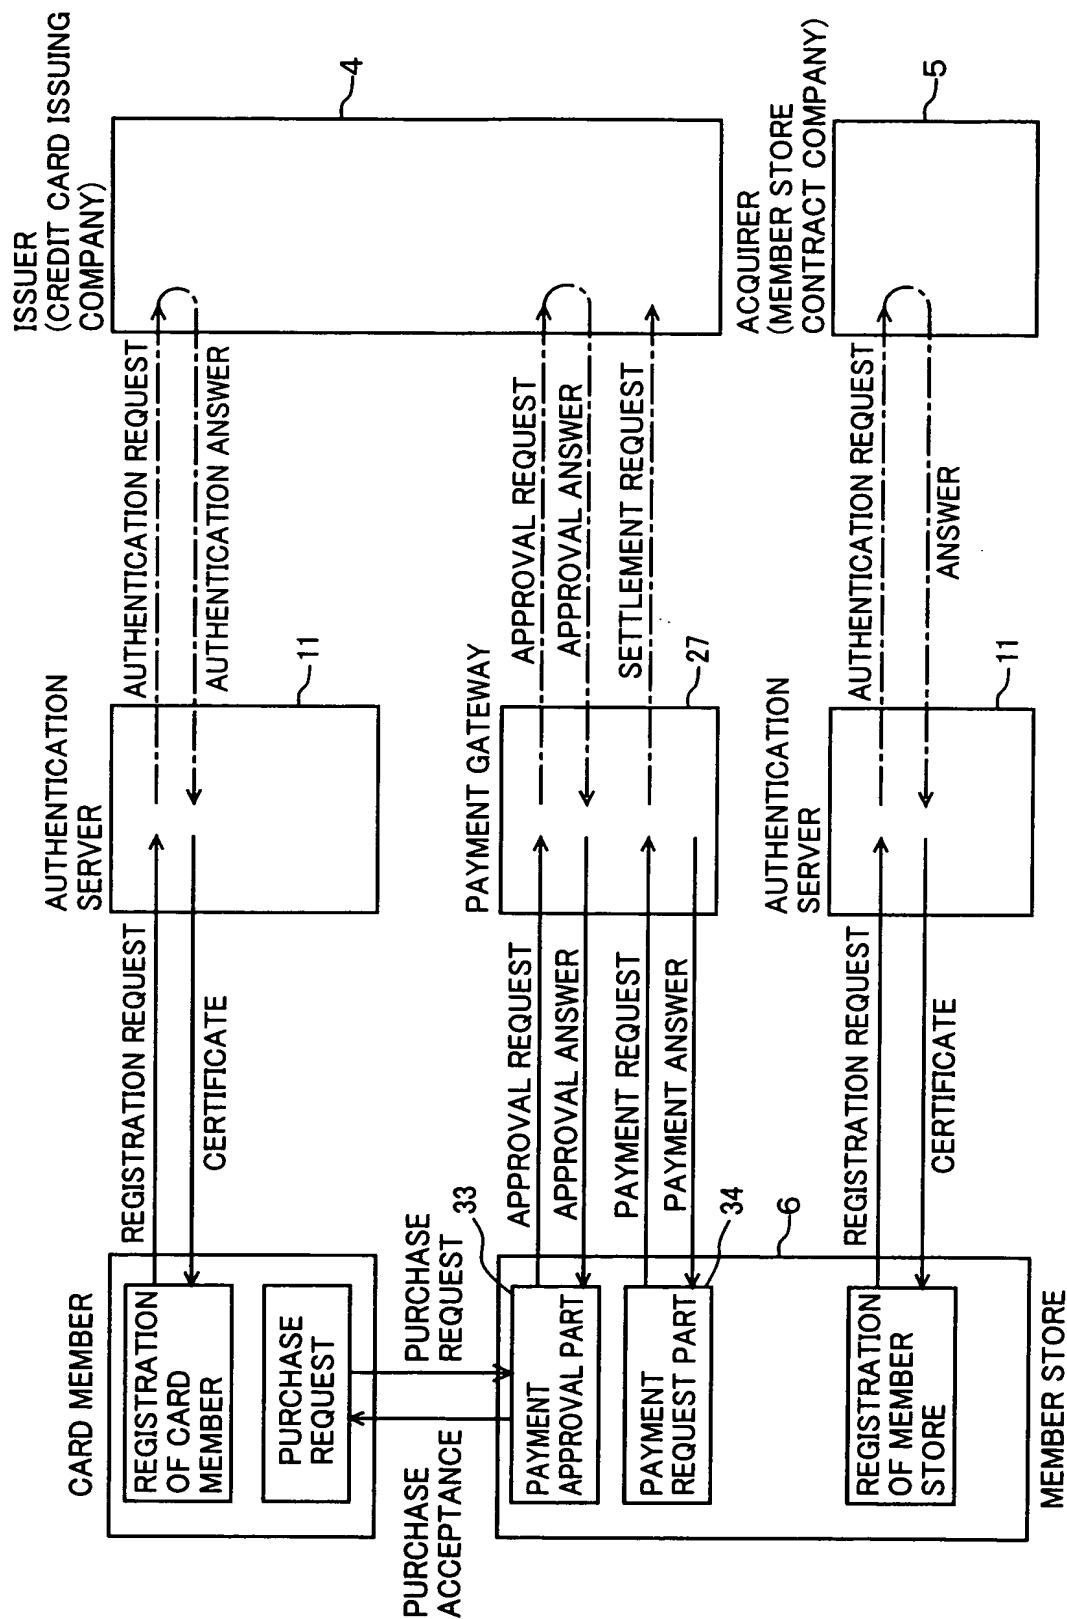 ISSUER
(CREDIT CARD ISSUING
COMPANY)
4
AUTHENTICATION REQUEST
AUTHENTICATION ANSWER
APPROVAL REQUEST
APPROVAL ANSWER
SETTLEMENT REQUEST
ACQUIRER
(MEMBER STORE
CONTRACT COMPANY)
5
AUTHENTICATION REQUEST
ANSWER
AUTHENTICATION
SERVER
11
PAYMENT GATEWAY
27
AUTHENTICATION
SERVER
11
REGISTRATION REQUEST
CERTIFICATE
APPROVAL REQUEST
APPROVAL ANSWER
PAYMENT REQUEST
PAYMENT ANSWER
REGISTRATION REQUEST
CERTIFICATE
CARD MEMBER
REGISTRATION
OF CARD
MEMBER
PURCHASE
REQUEST
PURCHASE
REQUEST
PURCHASE
ACCEPTANCE
33
PAYMENT
APPROVAL PART
34
PAYMENT
REQUEST PART
6
REGISTRATION
OF MEMBER
STORE
MEMBER STORE